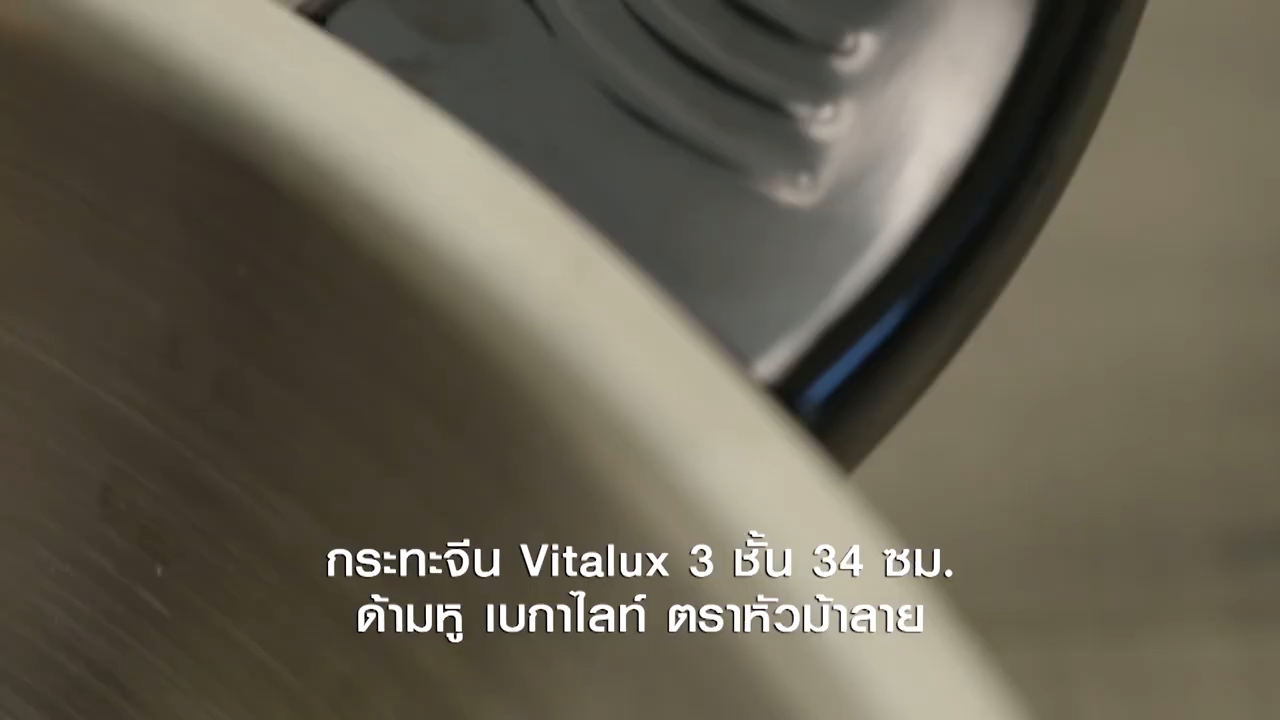 กระทะจีน Vitalux 3 ชั้น 34 ซม.
ด้ามหู เบกาไลท์ ตราหัวม้าลาย